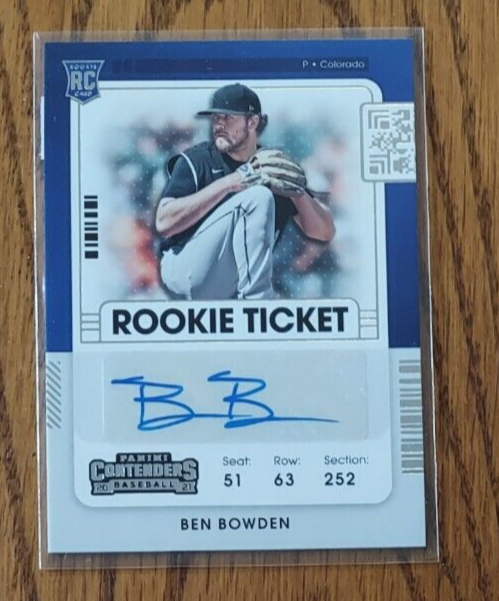 ROOKIE
RC
CARD
P • Colorado
ROOKIE TICKET
B B
PANINI
CONTENDERS
20 BASEBALL 21
Seat: Row: Section:
51 63 252
BEN BOWDEN